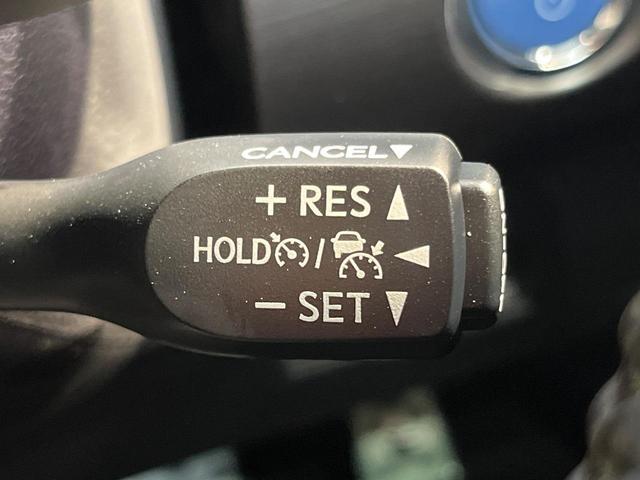 CANCEL▼
+ RES ▲
HOLD / ◀
− SET ▼